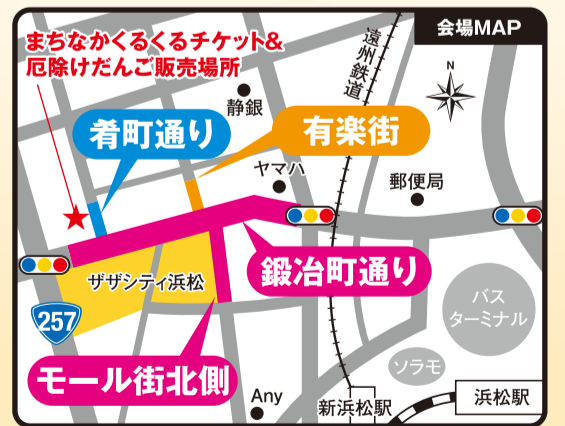 会場MAP
まちなかくるくるチケット&
厄除けだんご販売場所
遠州鉄道
N
静銀
肴町通り
有楽街
ヤマハ
郵便局
鍛冶町通り
ザザシティ浜松
257
モール街北側
バス
ターミナル
ソラモ
Any
新浜松駅
浜松駅